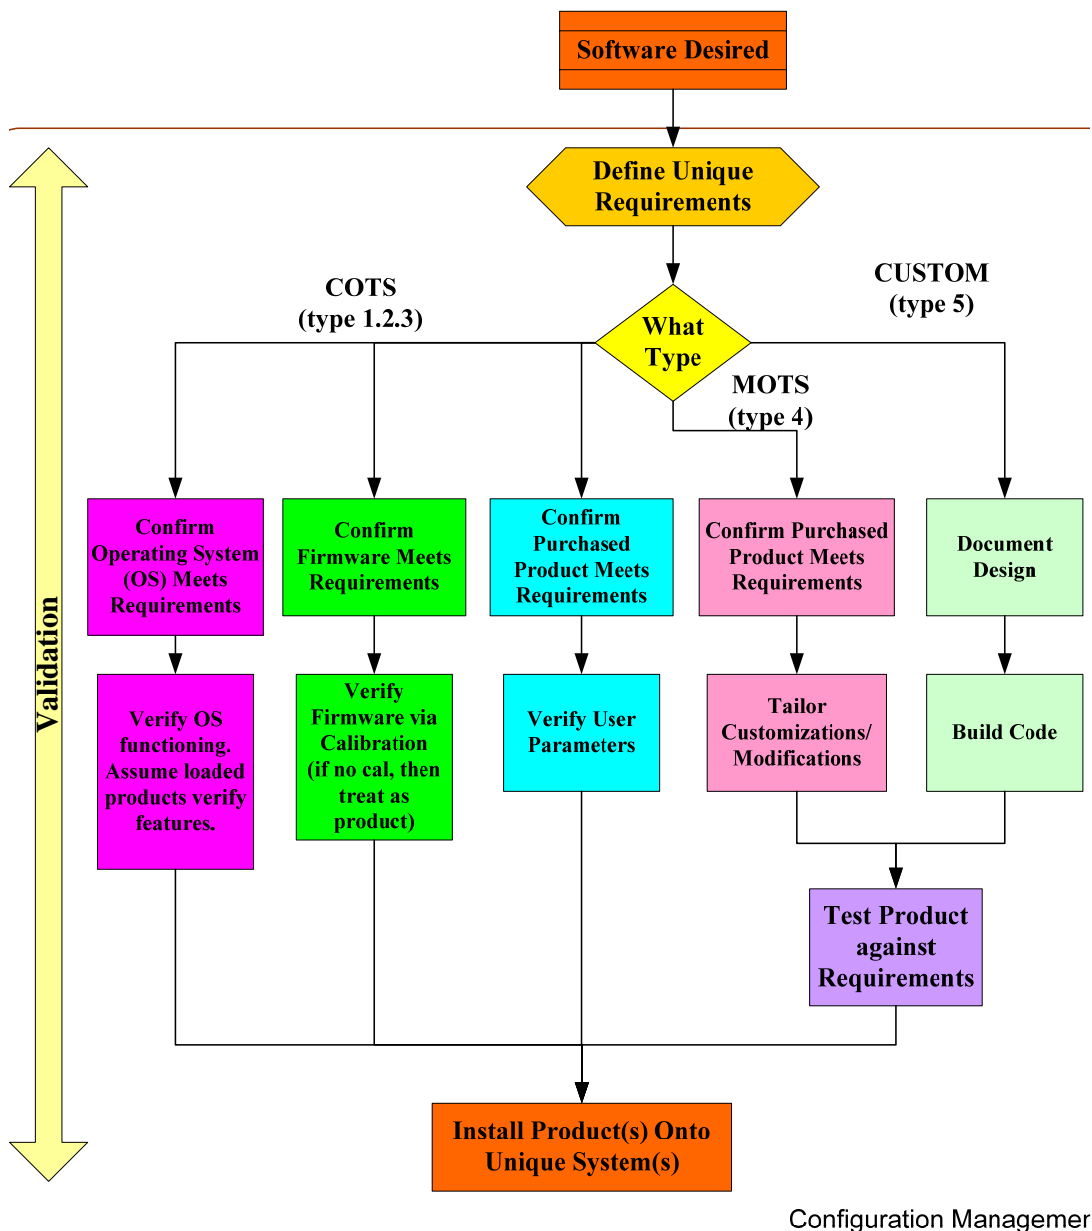 Software Desired
Define Unique
Requirements
COTS
(type 1.2.3)
What
Type
CUSTOM
(type 5)
MOTS
(type 4)
Confirm
Operating System
(OS) Meets
Requirements
Confirm
Firmware Meets
Requirements
Confirm
Purchased
Product Meets
Requirements
Confirm Purchased
Product Meets
Requirements
Document
Design
Verify OS
functioning.
Assume loaded
products verify
features.
Verify
Firmware via
Calibration
(if no cal, then
treat as
product)
Verify User
Parameters
Tailor
Customizations/
Modifications
Build Code
Validation
Test Product
against
Requirements
Install Product(s) Onto
Unique System(s)
Configuration Managemen